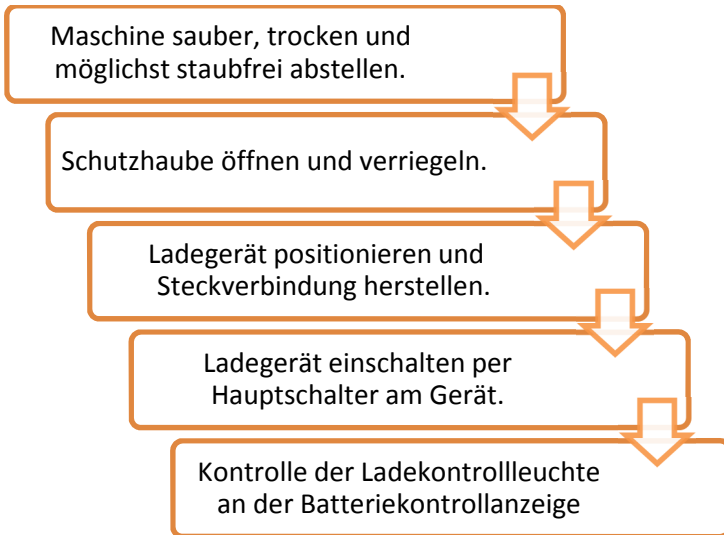 Maschine sauber, trocken und
möglichst staubfrei abstellen.
Schutzhaube öffnen und verriegeln.
Ladegerät positionieren und
Steckverbindung herstellen.
Ladegerät einschalten per
Hauptschalter am Gerät.
Kontrolle der Ladekontrollleuchte
an der Batteriekontrollanzeige